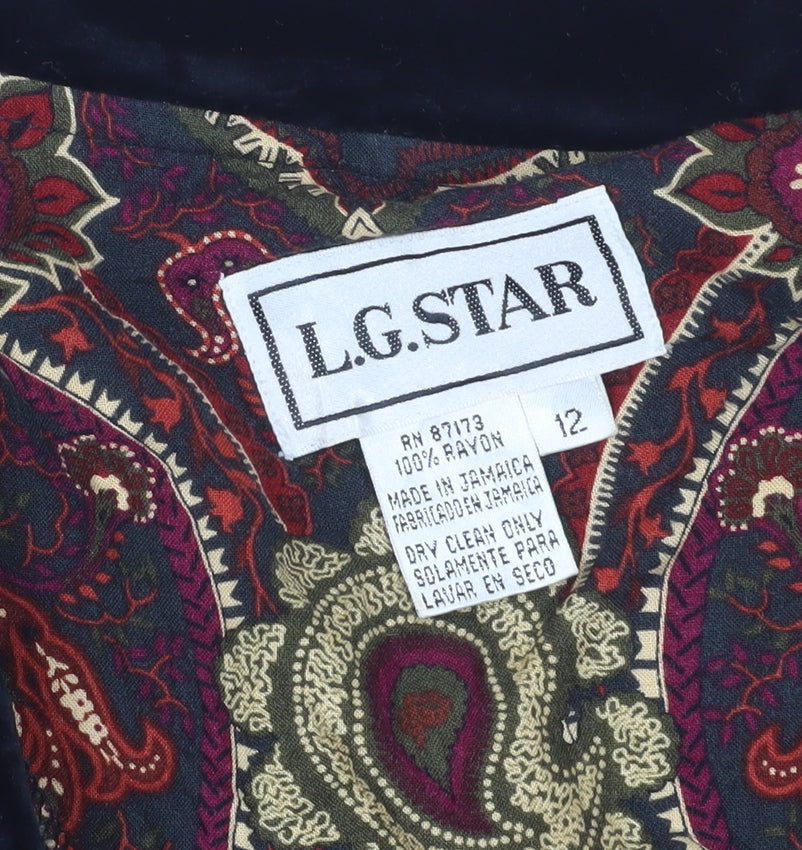 L.G.STAR
12
RN 87173
100% RAYON
MADE IN JAMAICA
FABRICADO EN JAMAICA
DRY CLEAN ONLY
SOLAMENTE PARA
LAVAR EN SECO